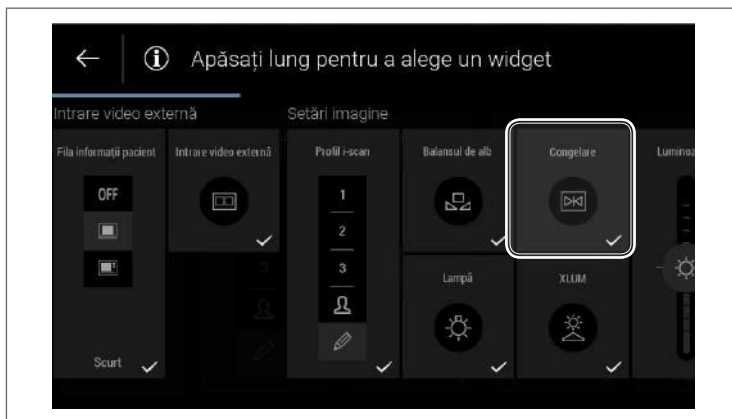 Apăsați lung pentru a alege un widget
Intrare video externă
Setări imagine
Fila informații pacient
OFF
Scurt
Intrare video externă
Profil i-scan
1
2
3
Balansul de alb
Lampă
Congelare
XLUM
Luminoz